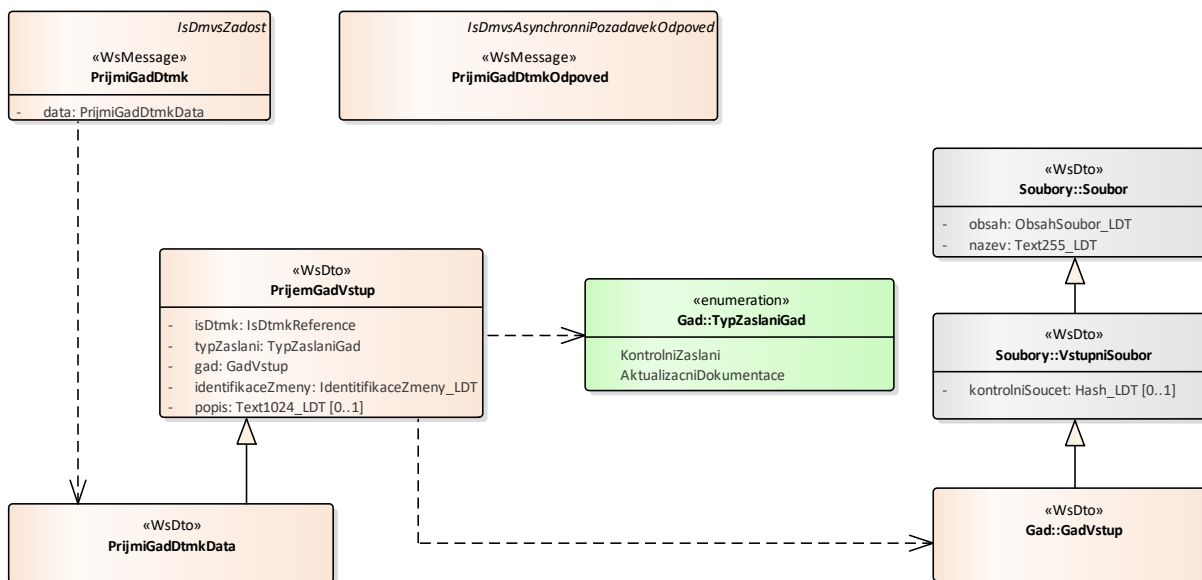 IsDmvsZadost
«WsMessage»
PrijmiGadDtmk
- data: PrijmiGadDtmkData
IsDmvsAsynchronniPozadavekOdpoved
«WsMessage»
PrijmiGadDtmkOdpoved
«WsDto»
Soubory::Soubor
- obsah: ObsahSoubor_LDT
- nazev: Text255_LDT
«WsDto»
PrijemGadVstup
- isDtmk: IsDtmkReference
- typZaslani: TypZaslaniGad
- gad: GadVstup
- identifikaceZmeny: IdentitifikaceZmeny_LDT
- popis: Text1024_LDT [0..1]
«enumeration»
Gad::TypZaslaniGad
KontrolniZaslani
AktualizacniDokumentace
«WsDto»
Soubory::VstupniSoubor
- kontrolniSoucet: Hash_LDT [0..1]
«WsDto»
PrijmiGadDtmkData
«WsDto»
Gad::GadVstup